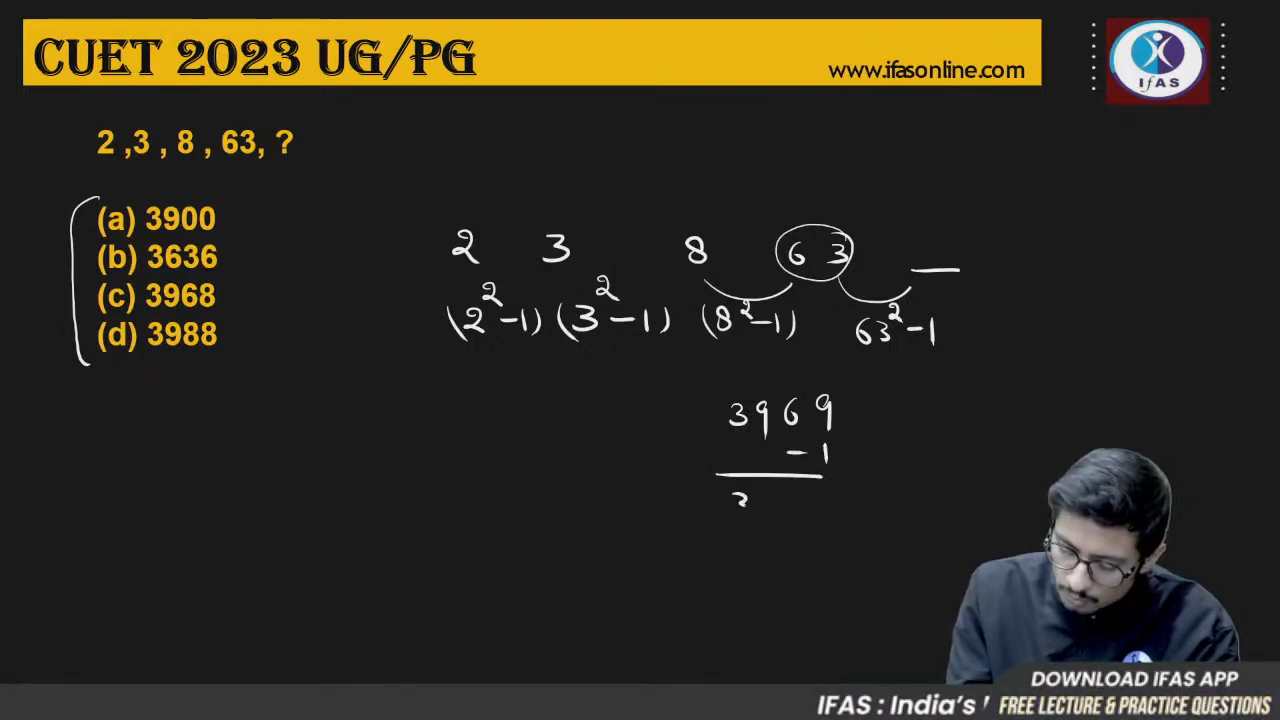 CUET 2023 UG/PG
www.ifasonline.com
IfAS
2 ,3 , 8 , 63, ?
(a) 3900
(b) 3636
(c) 3968
(d) 3988
2 3 8 63 __
(2²-1) (3²-1) (8²-1) 63²-1
3969
-1
3
DOWNLOAD IFAS APP
IFAS : India's
FREE LECTURE & PRACTICE QUESTIONS